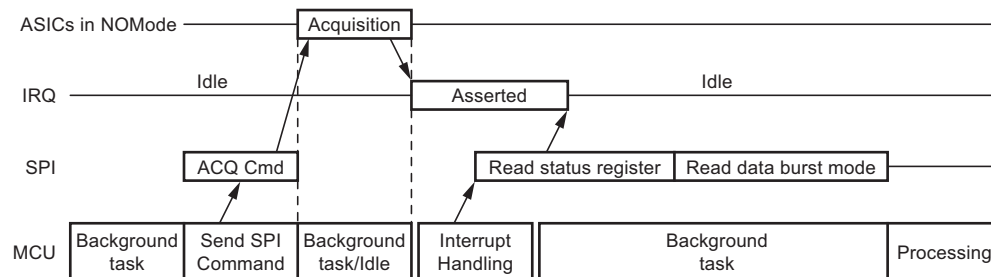 ASICs in NOMode
Acquisition
Idle
Idle
IRQ
Asserted
SPI
ACQ Cmd
Read status register
Read data burst mode
MCU
Background
task
Send SPI
Command
Background
task/Idle
Interrupt
Handling
Background
task
Processing